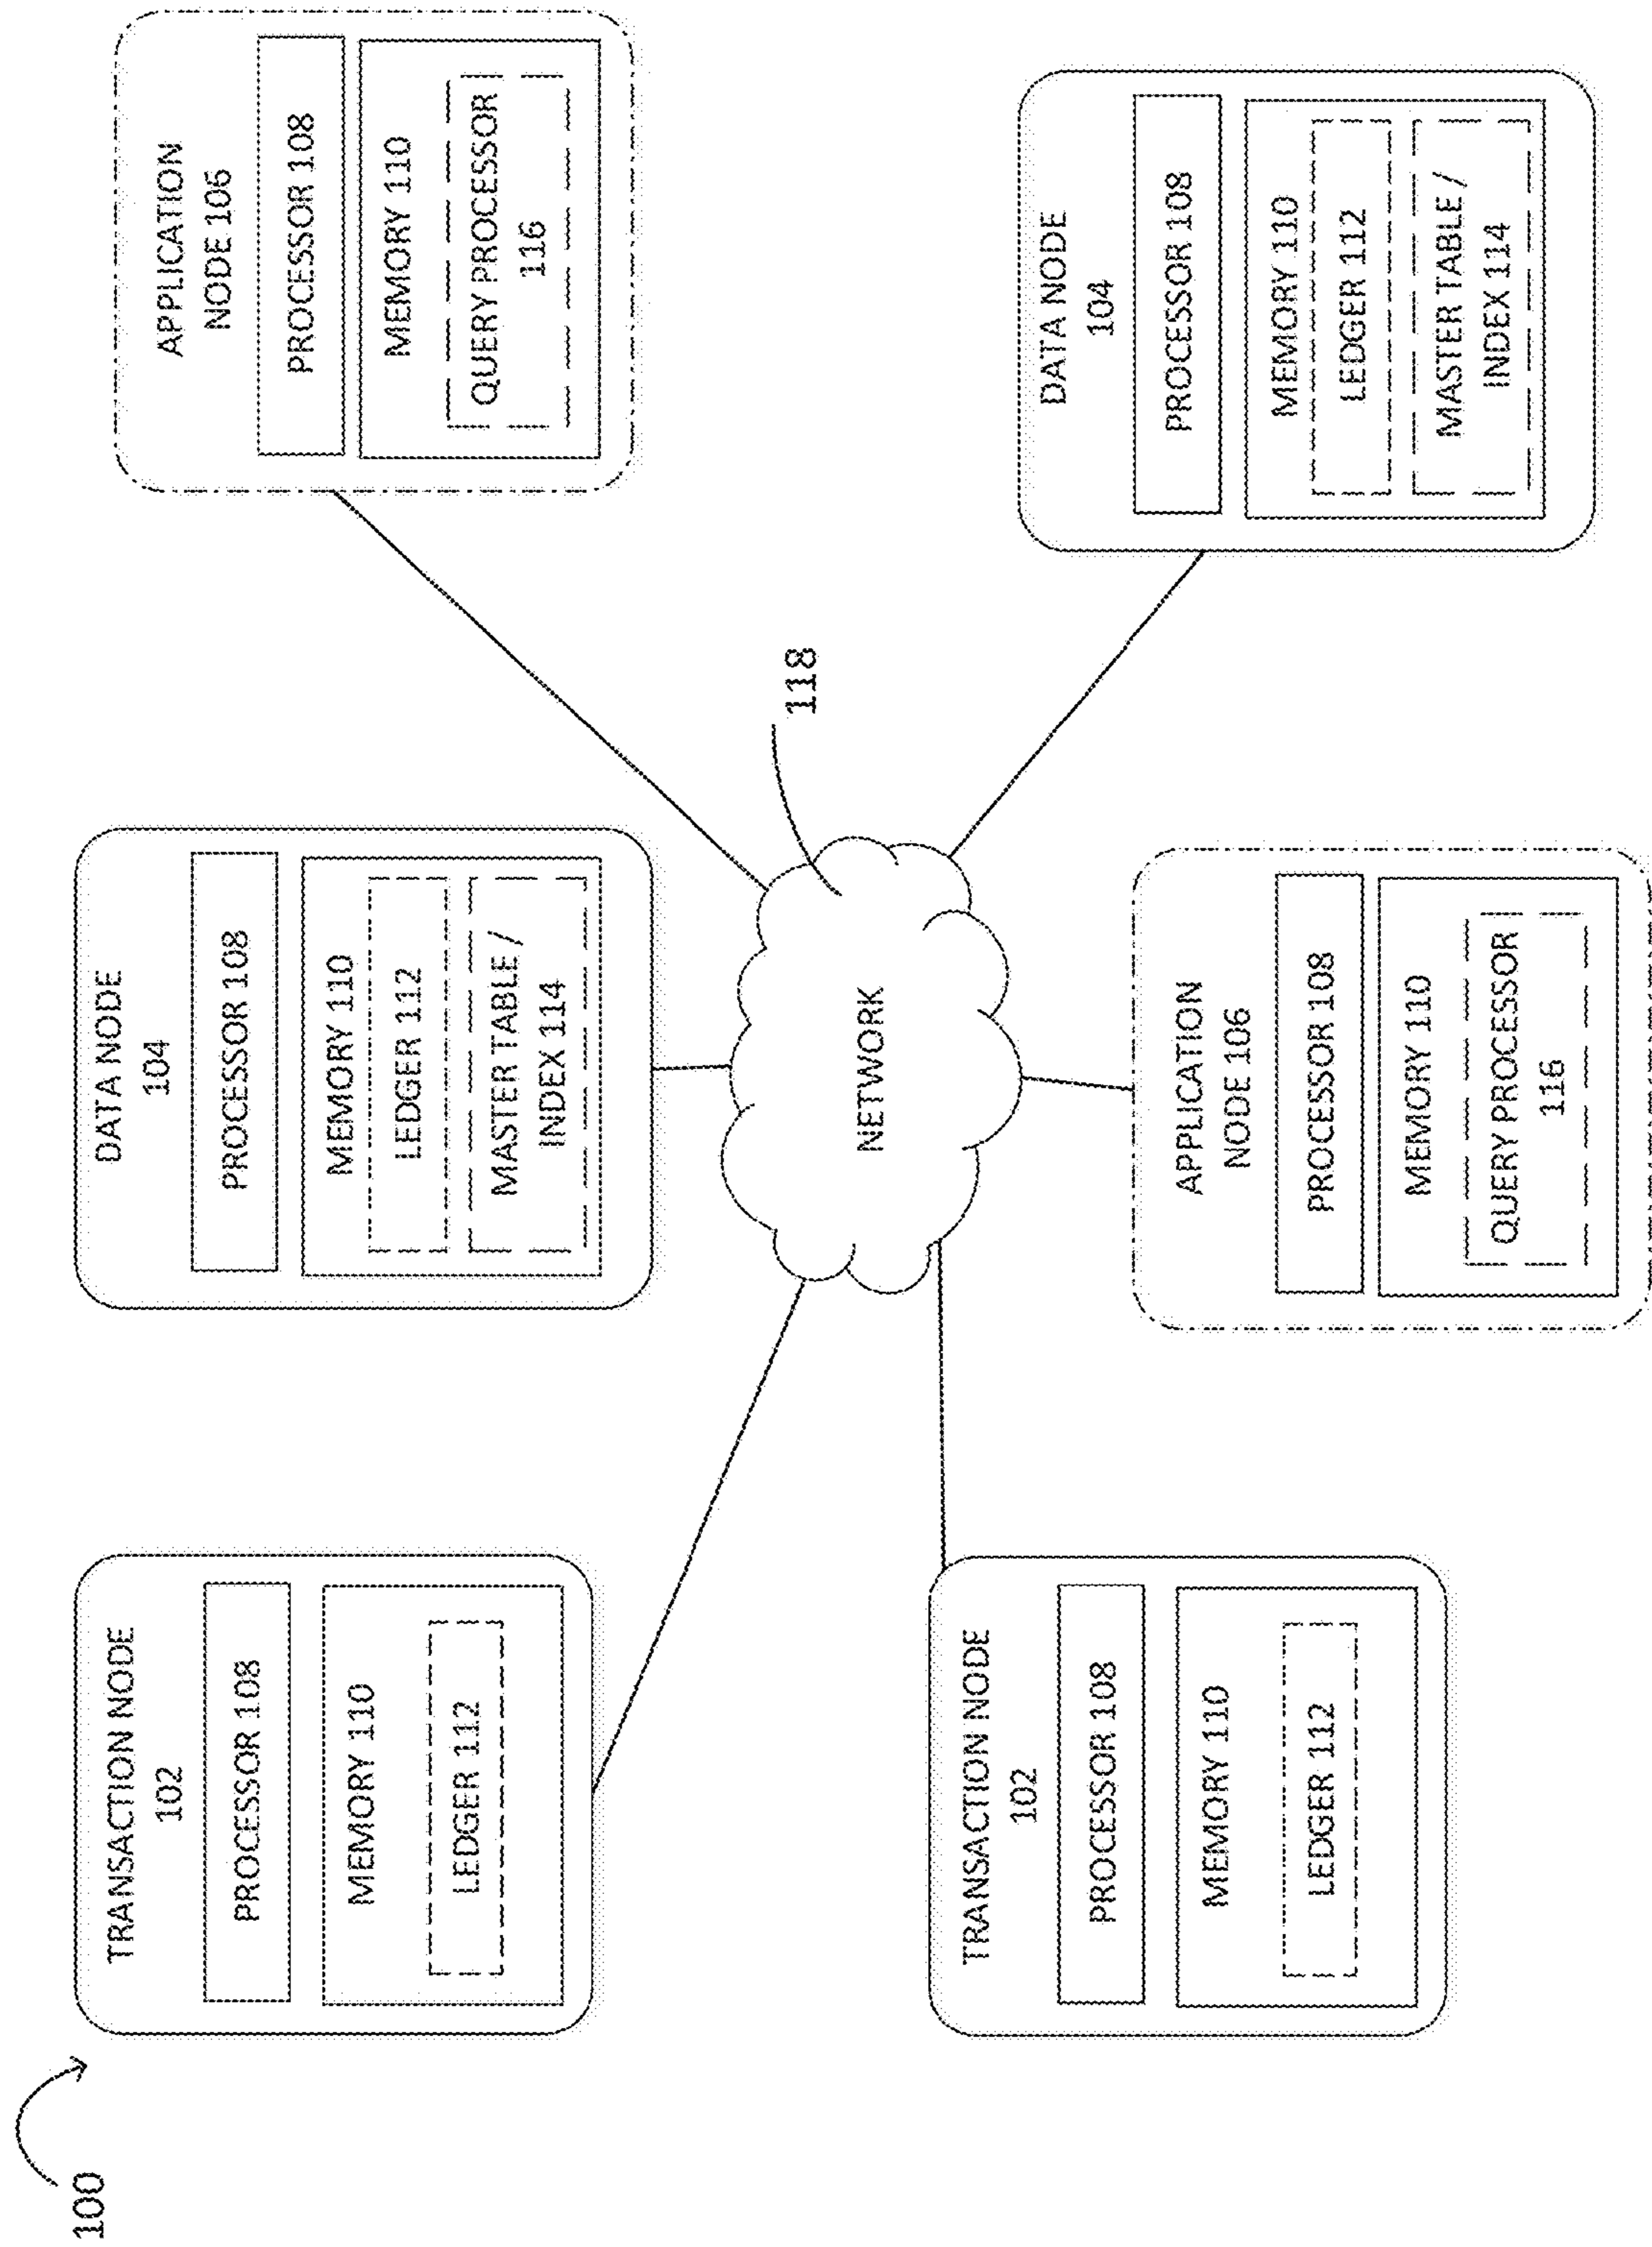 100
TRANSACTION NODE
102
PROCESSOR 108
MEMORY 110
LEDGER 112
DATA NODE
104
PROCESSOR 108
MEMORY 110
LEDGER 112
MASTER TABLE /
INDEX 114
APPLICATION
NODE 106
PROCESSOR 108
MEMORY 110
QUERY PROCESSOR
116
118
NETWORK
TRANSACTION NODE
102
PROCESSOR 108
MEMORY 110
LEDGER 112
APPLICATION
NODE 106
PROCESSOR 108
MEMORY 110
QUERY PROCESSOR
116
DATA NODE
104
PROCESSOR 108
MEMORY 110
LEDGER 112
MASTER TABLE /
INDEX 114